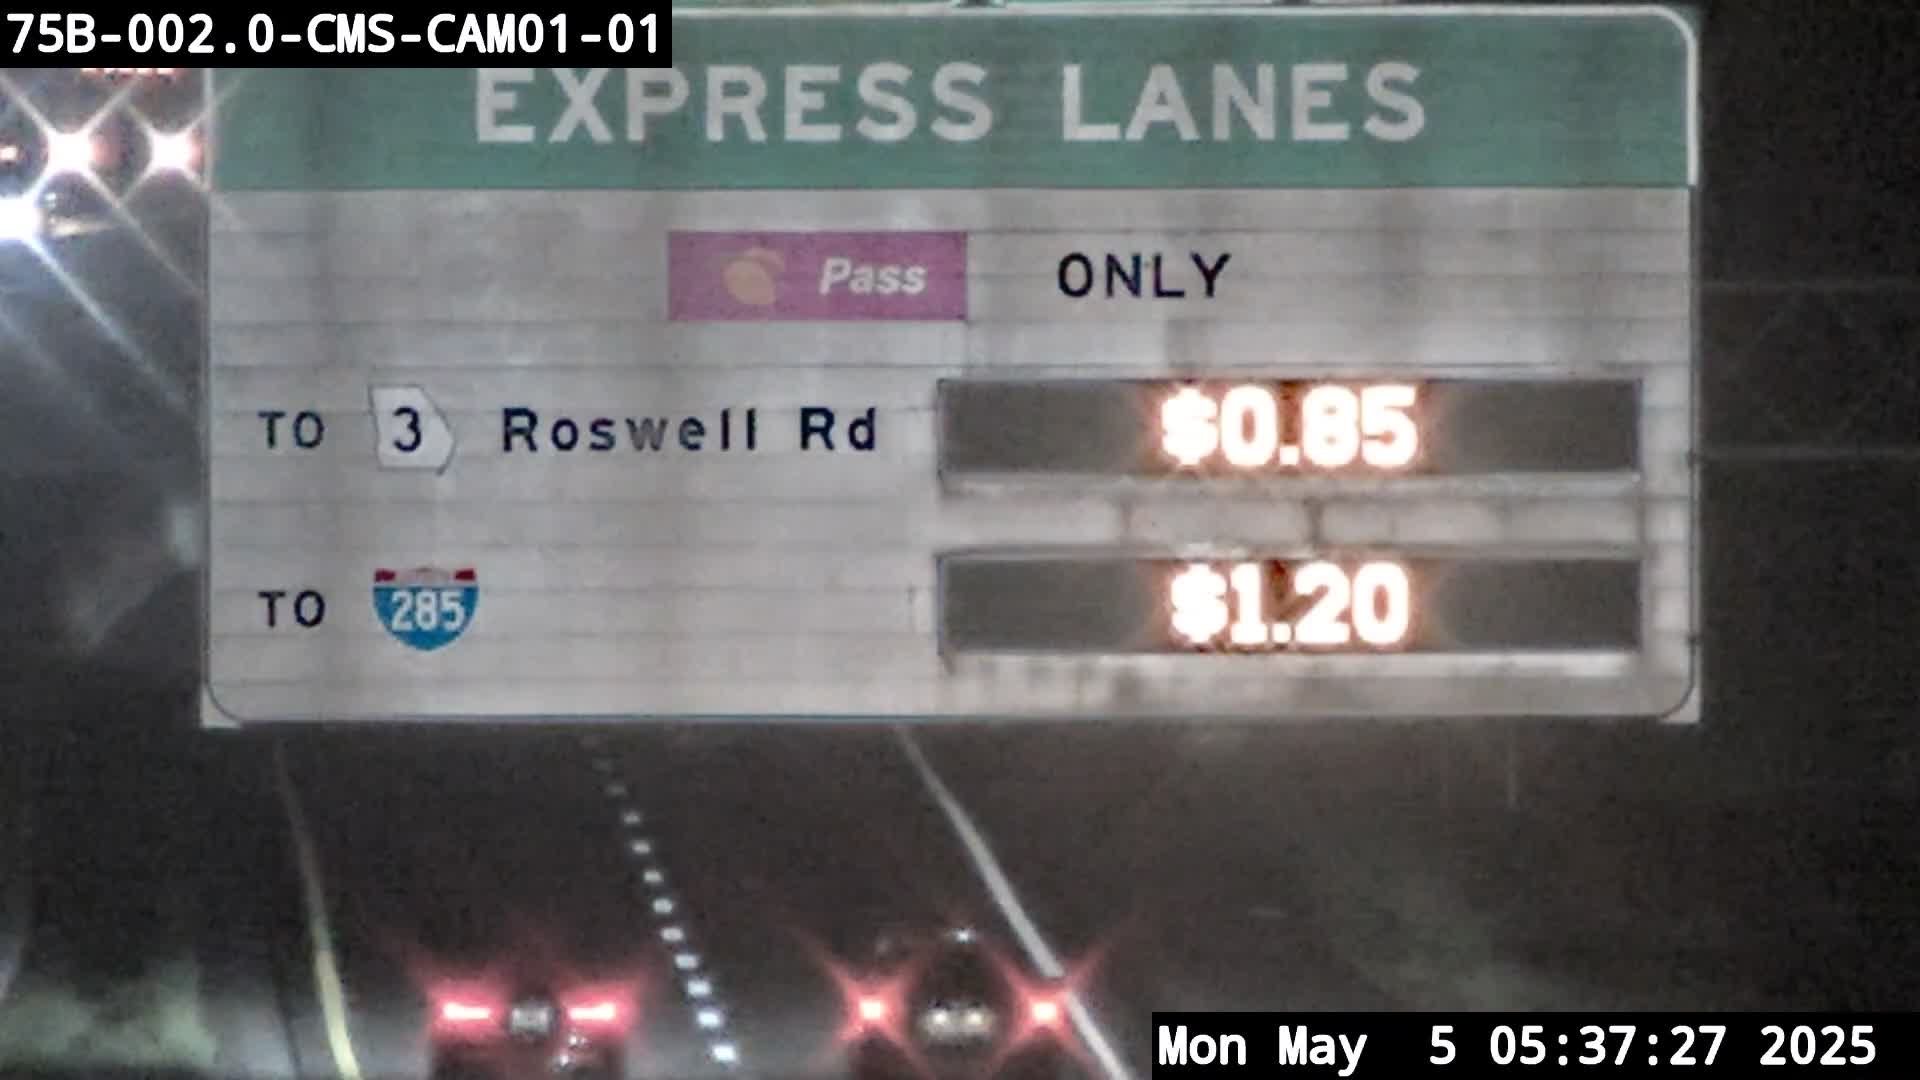 75B-002.0-CMS-CAM01-01
EXPRESS LANES
Pass ONLY
TO 3 Roswell Rd $0.85
TO 285 $1.20
Mon May 5 05:37:27 2025